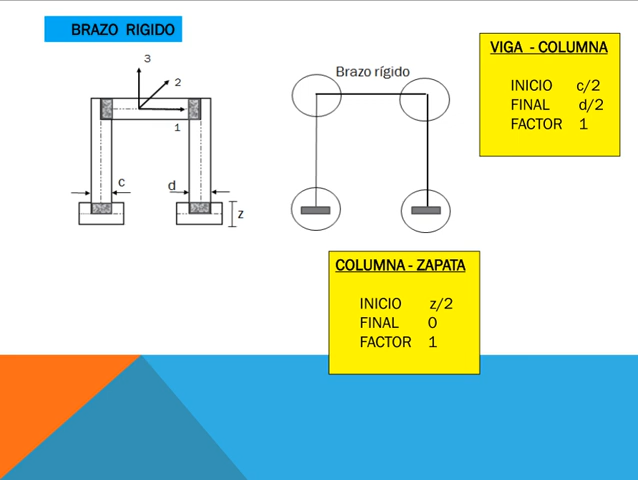 BRAZO RIGIDO
3
2
1
c
d
z
Brazo rígido
VIGA - COLUMNA
INICIO c/2
FINAL d/2
FACTOR 1
COLUMNA - ZAPATA
INICIO z/2
FINAL 0
FACTOR 1